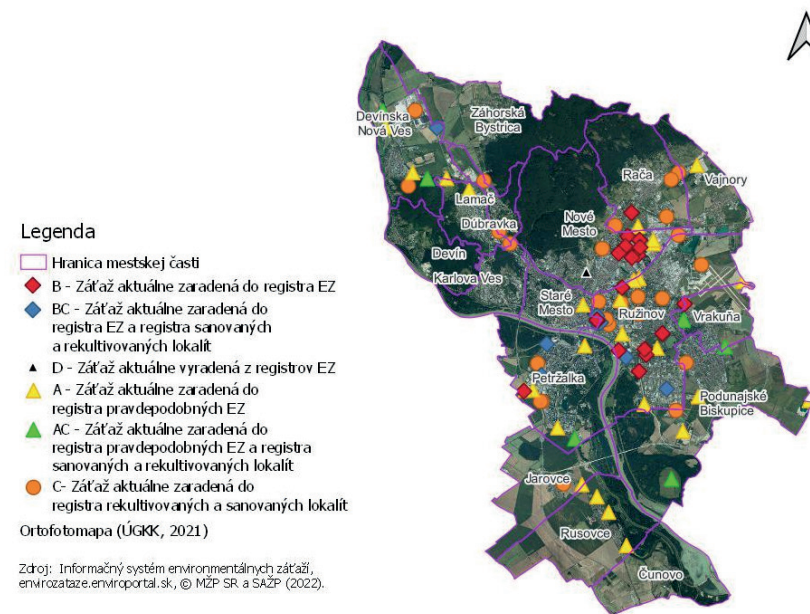 Devínska
Nová Ves
Záhorská
Bystrica
Rača
Vajnory
Lamač
Nové
Mesto
Dúbravka
Devín
Karlova Ves
Staré
Mesto
Ružinov
Vrakuňa
Petržalka
Podunajské
Biskupice
Jarovce
Rusovce
Čunovo
Legenda
Hranica mestskej časti
B - Záťaž aktuálne zaradená do registra EZ
BC - Záťaž aktuálne zaradená do
registra EZ a registra sanovaných
a rekultivovaných lokalít
D - Záťaž aktuálne vyradená z registrov EZ
A - Záťaž aktuálne zaradená do
registra pravdepodobných EZ
AC - Záťaž aktuálne zaradená do
registra pravdepodobných EZ a registra
sanovaných a rekultivovaných lokalít
C- Záťaž aktuálne zaradená do
registra rekultivovaných a sanovaných lokalít
Ortofotomapa (ÚGKK, 2021)
Zdroj: Informačný systém environmentálnych záťaží,
envirozataze.enviroportal.sk, © MŽP SR a SAŽP (2022).